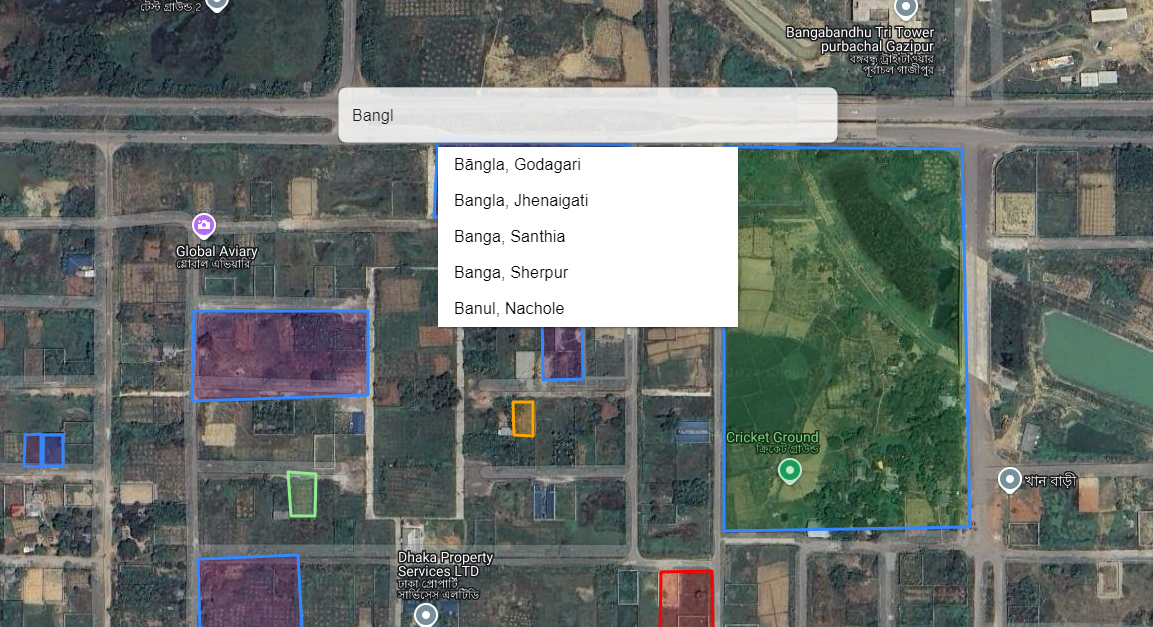 টেস্ট গ্রাউন্ড 2
Bangabandhu Tri Tower
purbachal Gazipur
বঙ্গবন্ধু ট্রাই টাওয়ার
পূর্বাচল গাজীপুর
Bangl
Bāngla, Godagari
Bangla, Jhenaigati
Banga, Santhia
Banga, Sherpur
Banul, Nachole
Global Aviary
গ্লোবাল এভিয়ারি
Cricket Ground
ক্রিকেট গ্রাউন্ড
খান বাড়ী
Dhaka Property
Services LTD
ঢাকা প্রোপার্টি
সার্ভিসেস এলটিডি